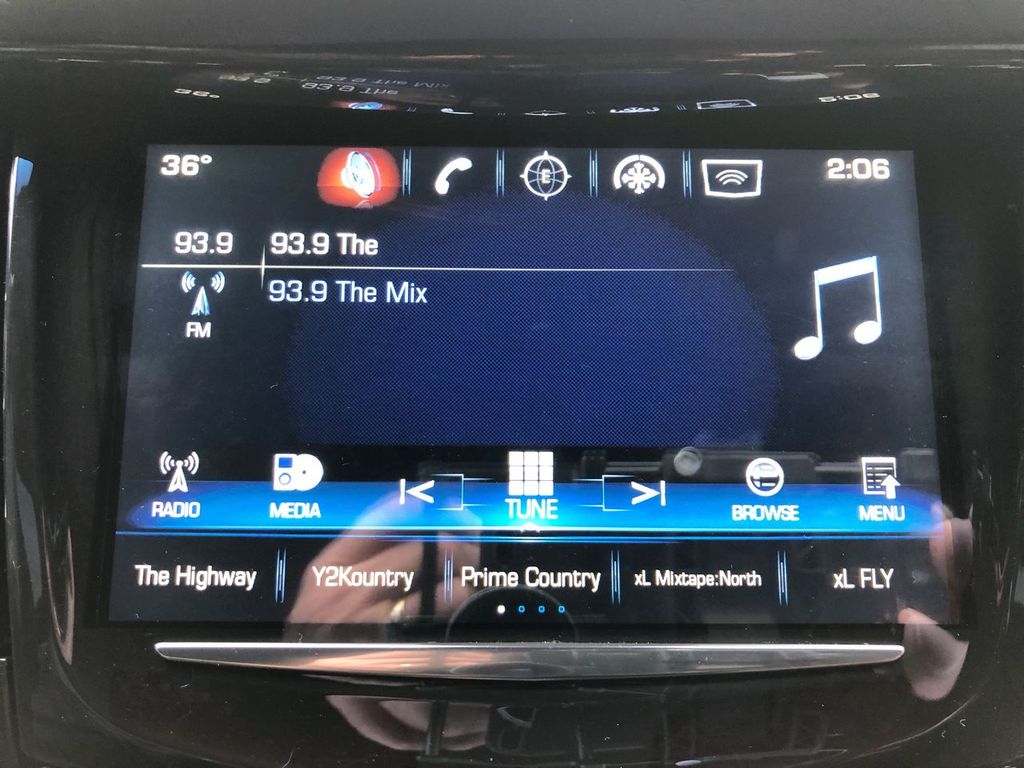 36° E 2:06
93.9 93.9 The
93.9 The Mix
FM
RADIO MEDIA TUNE BROWSE MENU
The Highway Y2Kountry Prime Country xL Mixtape:North xL FLY